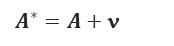 A* = A + ν